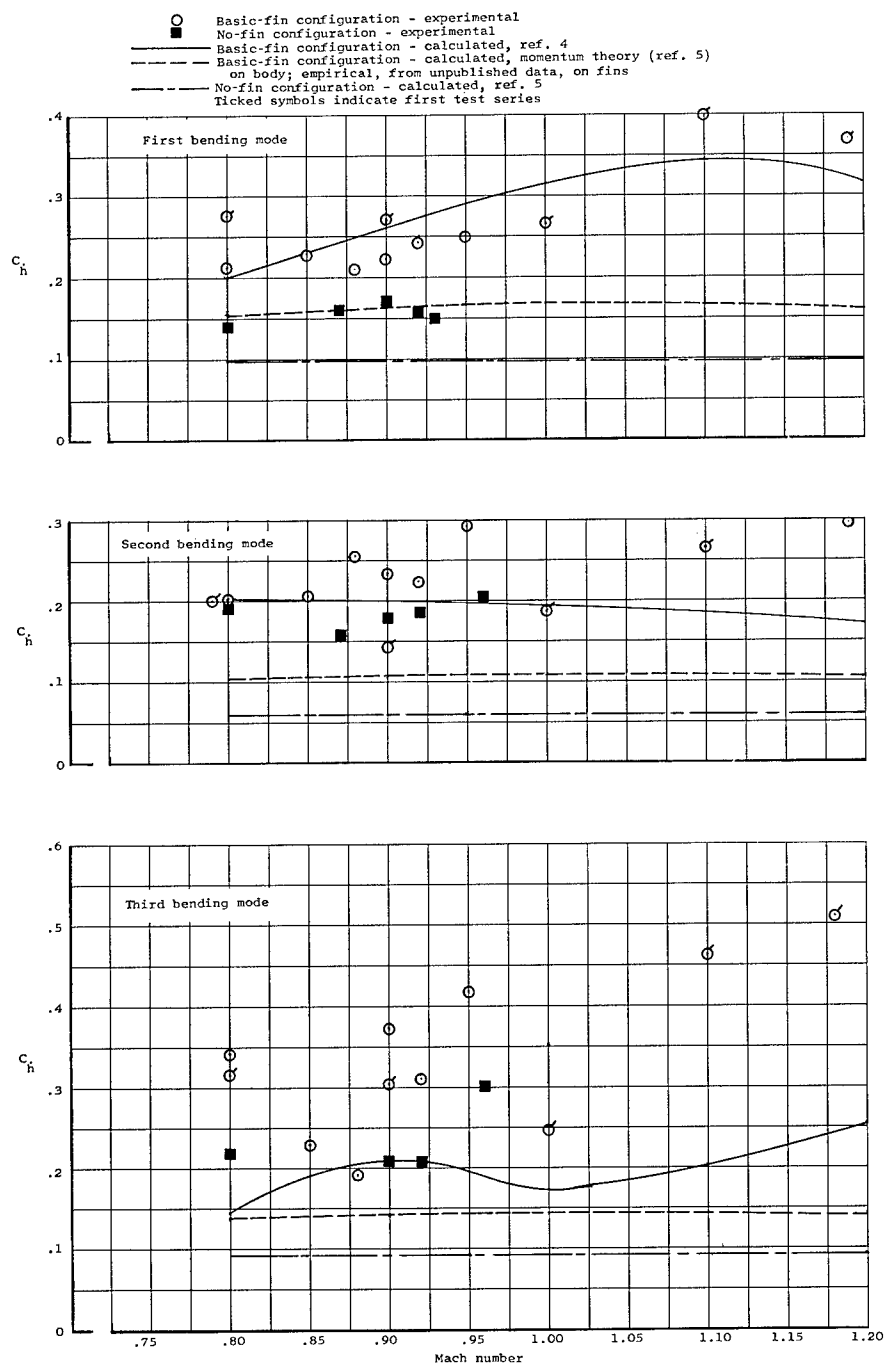 Basic-fin configuration - experimental
No-fin configuration - experimental
Basic-fin configuration - calculated, ref. 4
Basic-fin configuration - calculated, momentum theory (ref. 5)
on body; empirical, from unpublished data, on fins
No-fin configuration - calculated, ref. 5
Ticked symbols indicate first test series
.4
First bending mode
.3
C_ḣ
.2
.1
0
.3
Second bending mode
.2
C_ḣ
.1
0
.6
Third bending mode
.5
.4
C_ḣ
.3
.2
.1
0
.75 .80 .85 .90 .95 1.00 1.05 1.10 1.15 1.20
Mach number